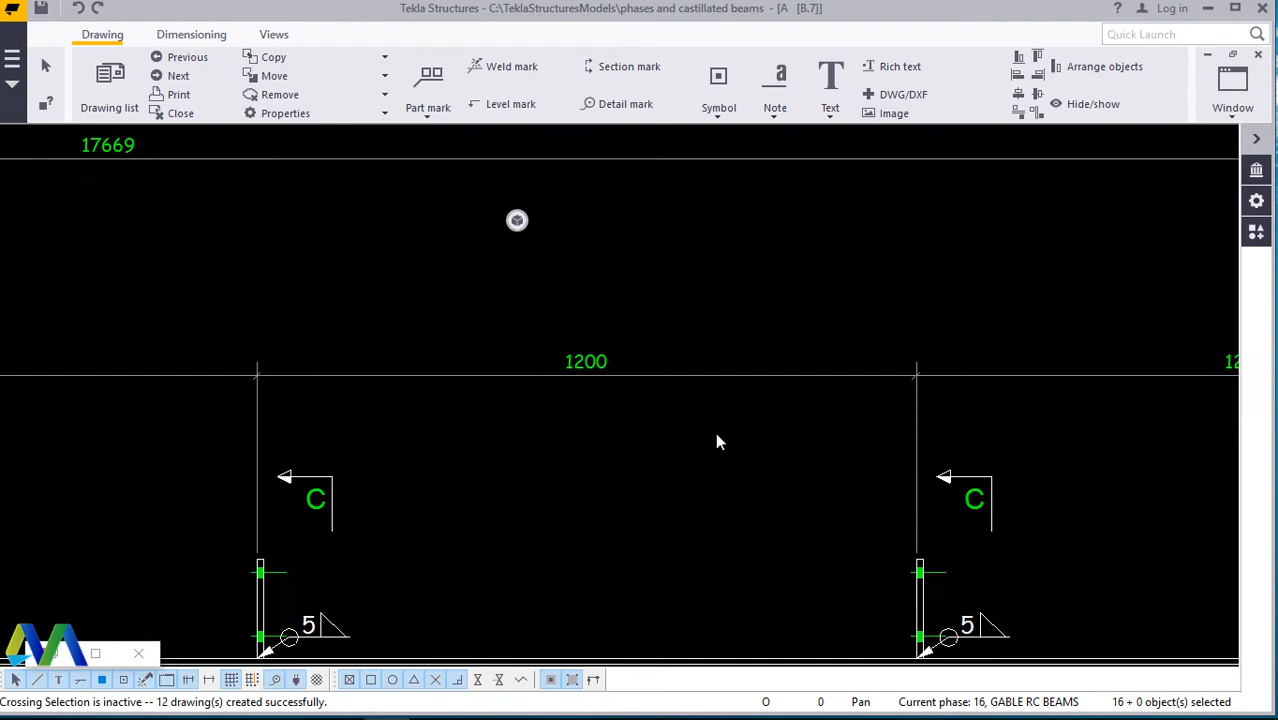 Tekla Structures - C:\TeklaStructuresModels\phases and castillated beams - [A [B.7]]
? Log in
Drawing Dimensioning Views
Quick Launch
Previous
Next
Print
Close
Drawing list
Copy
Move
Remove
Properties
Part mark
Weld mark
Level mark
Section mark
Detail mark
Symbol
Note
Text
Rich text
DWG/DXF
Image
Arrange objects
Hide/show
Window
17669
1200
12
C C
5 5
Crossing Selection is inactive -- 12 drawing(s) created successfully. O 0 Pan Current phase: 16, GABLE RC BEAMS 16 + 0 object(s) selected